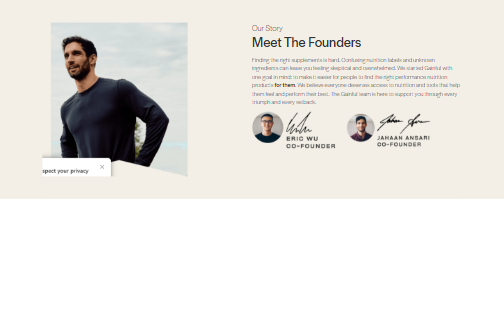 Our Story
Meet The Founders
Finding the right supplements is hard. Confusing nutrition labels and unknown
ingredients can leave you feeling skeptical and overwhelmed. We started Gainful with
one goal in mind: to make it easier for people to find the right performance nutrition
products for them. We believe everyone deserves access to nutrition and tools that help
them feel and perform their best. The Gainful team is here to support you through every
triumph and every setback.
ERIC WU
CO-FOUNDER
JAHAAN ANSARI
CO-FOUNDER
spect your privacy